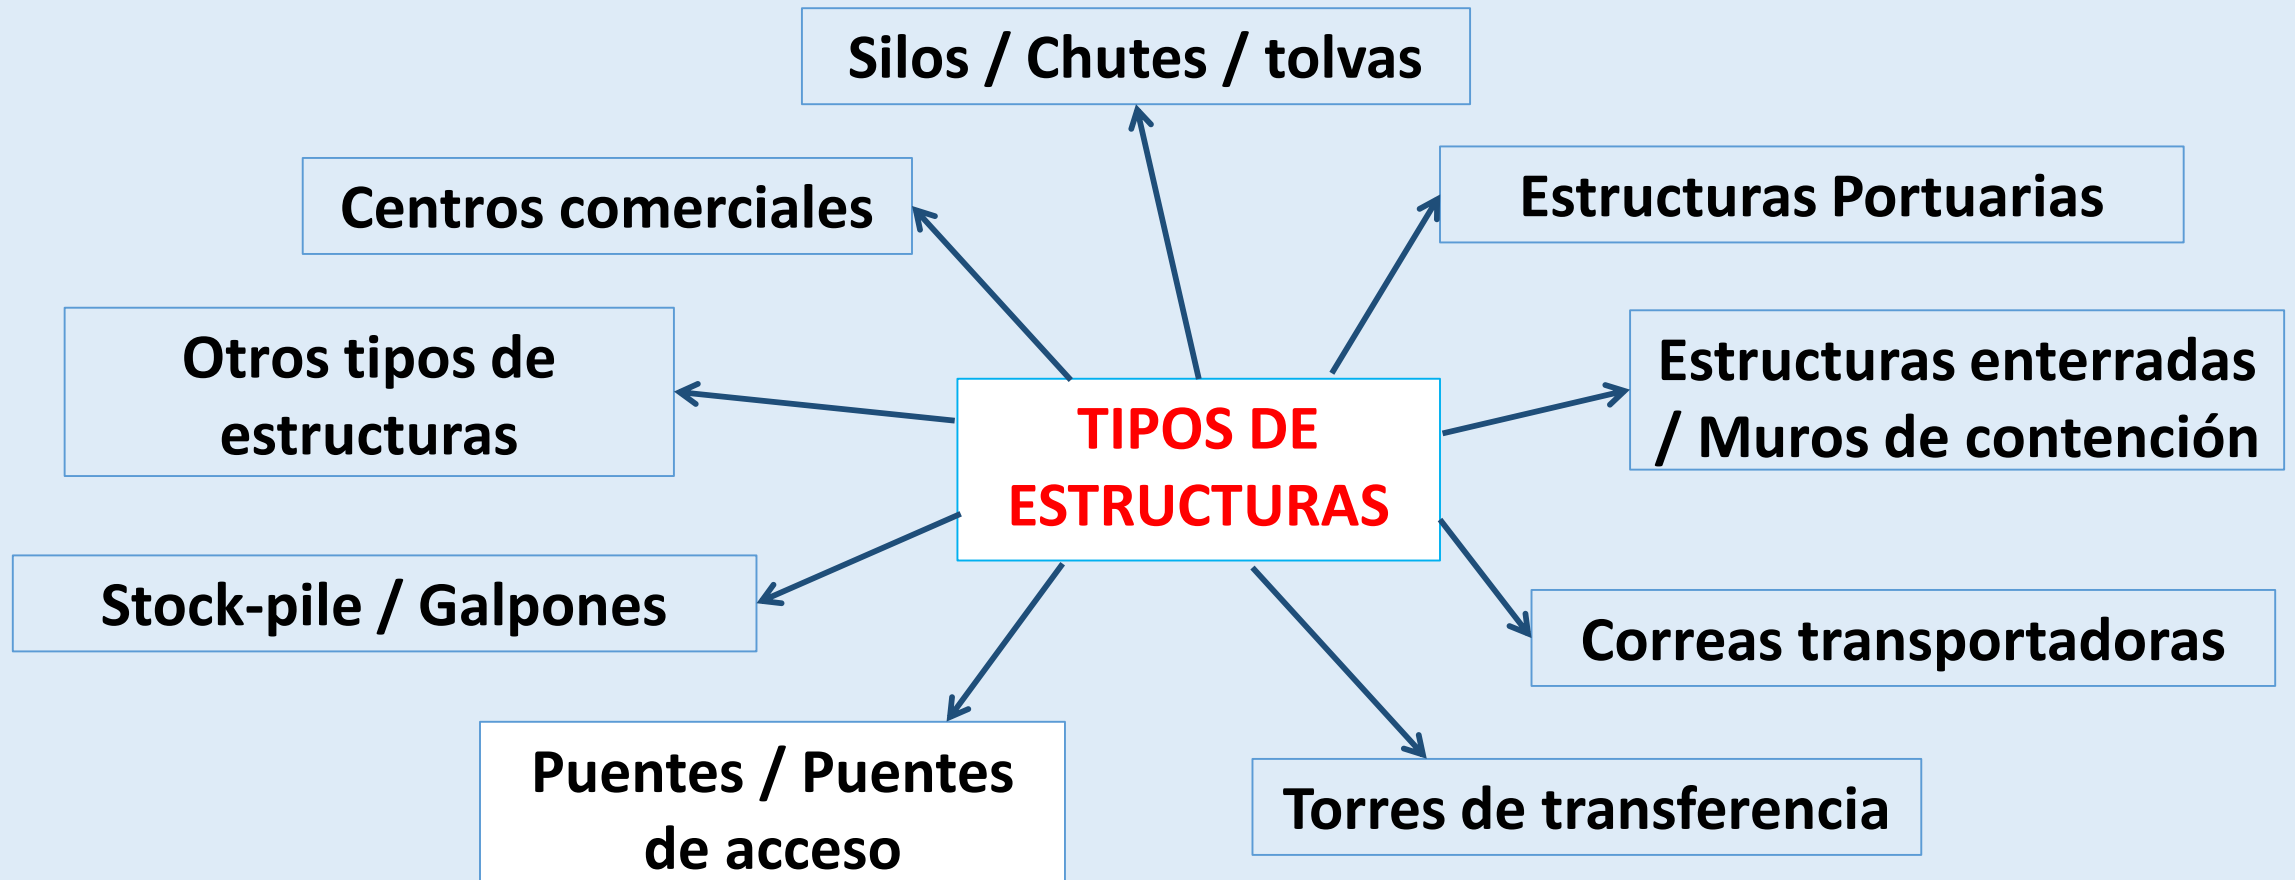 Silos / Chutes / tolvas
Centros comerciales
Estructuras Portuarias
Otros tipos de
estructuras
TIPOS DE
ESTRUCTURAS
Estructuras enterradas
/ Muros de contención
Stock-pile / Galpones
Correas transportadoras
Puentes / Puentes
de acceso
Torres de transferencia